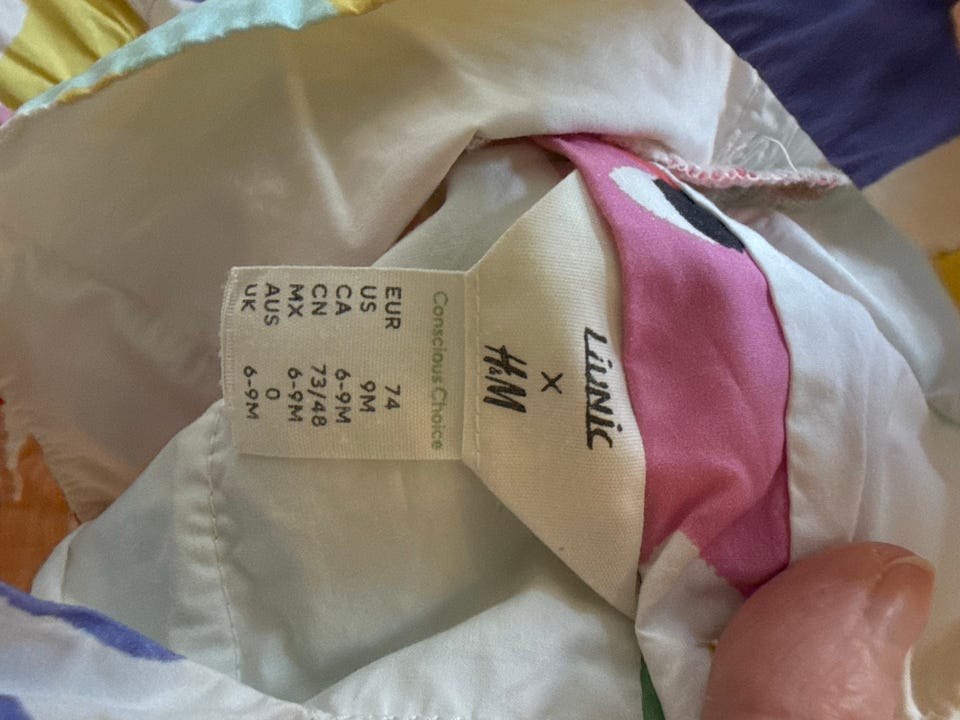 LiUNiC
X
H&M
Conscious Choice
EUR 74
US 9M
CA 6-9M
CN 73/48
MX 6-9M
AUS 0
UK 6-9M